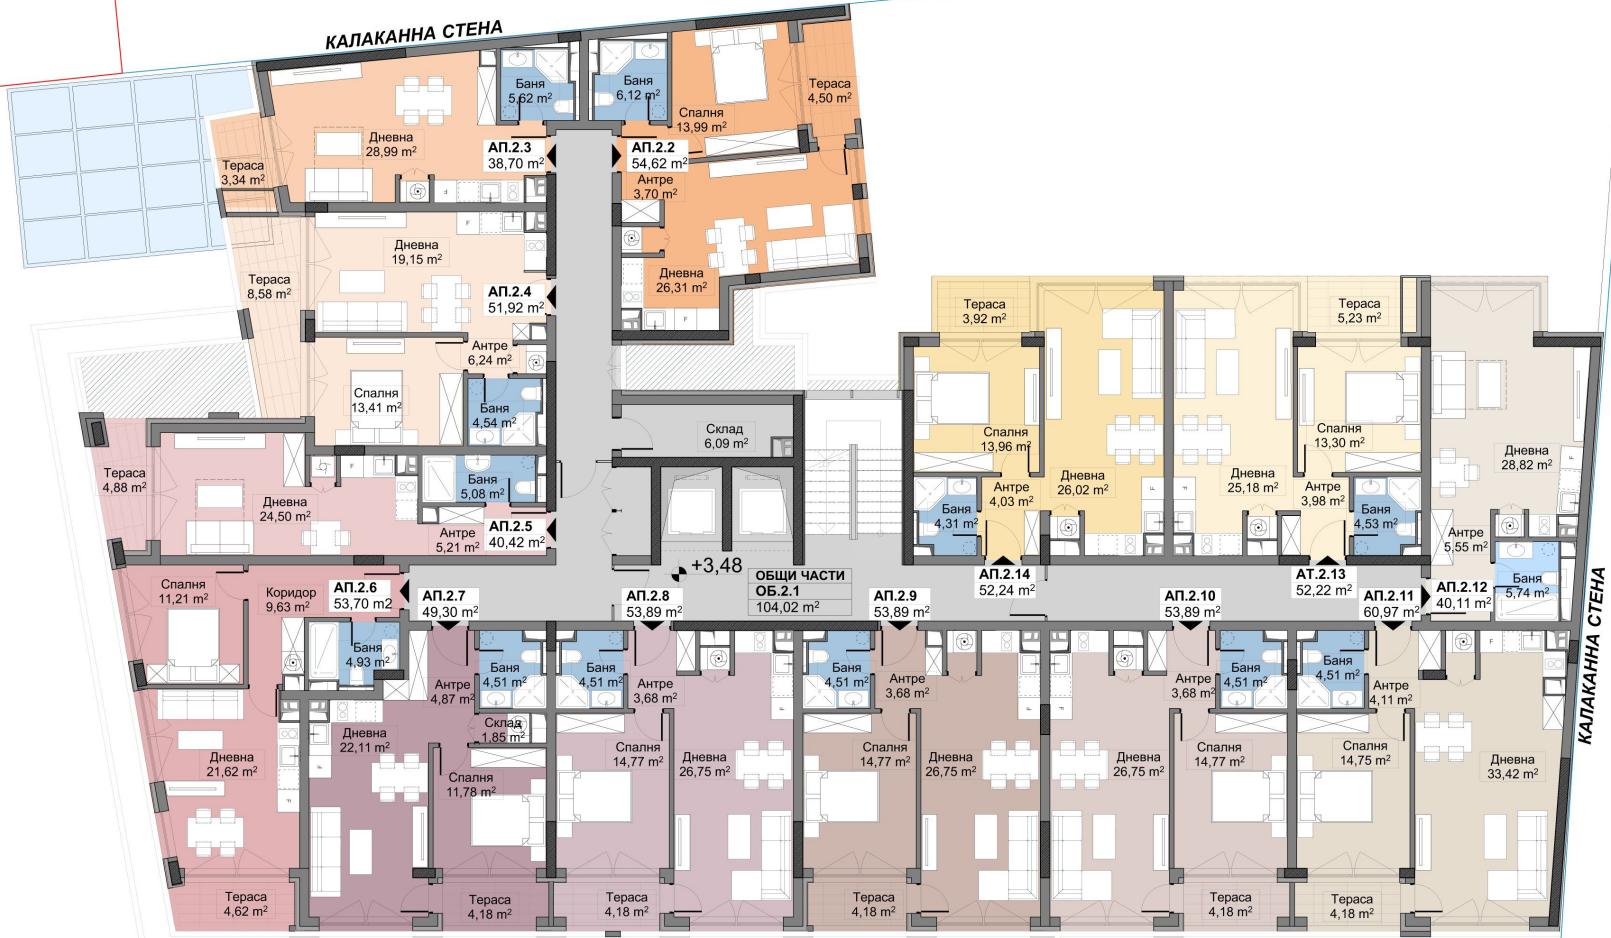 КАЛАКАННА СТЕНА
Баня
5,62 m²
Баня
6,12 m²
Тераса
4,50 m²
Спалня
13,99 m²
Дневна
28,99 m²
АП.2.3
38,70 m²
АП.2.2
54,62 m²
Тераса
3,34 m²
Антре
3,70 m²
F
Дневна
19,15 m²
F
Тераса
8,58 m²
АП.2.4
51,92 m²
Дневна
26,31 m²
F
Тераса
3,92 m²
Тераса
5,23 m²
Антре
6,24 m²
Спалня
13,41 m²
Баня
4,54 m²
Склад
6,09 m²
Спалня
13,96 m²
Спалня
13,30 m²
Дневна
28,82 m²
F
Тераса
4,88 m²
F
Баня
5,08 m²
Дневна
26,02 m²
Дневна
25,18 m²
F
F
Дневна
24,50 m²
Антре
4,03 m²
Антре
3,98 m²
Баня
4,31 m²
Баня
4,53 m²
Антре
5,21 m²
АП.2.5
40,42 m²
Антре
5,55 m²
+3,48
ОБЩИ ЧАСТИ
ОБ.2.1
104,02 m²
Спалня
11,21 m²
Коридор
9,63 m²
АП.2.6
53,70 m²
АП.2.7
49,30 m²
АП.2.8
53,89 m²
АП.2.9
53,89 m²
АП.2.14
52,24 m²
АП.2.10
53,89 m²
АТ.2.13
52,22 m²
АП.2.11
60,97 m²
АП.2.12
40,11 m²
Баня
5,74 m²
КАЛАКАННА СТЕНА
Баня
4,93 m²
Баня
4,51 m²
Баня
4,51 m²
Баня
4,51 m²
Баня
4,51 m²
Баня
4,51 m²
F
Антре
4,87 m²
Антре
3,68 m²
Антре
3,68 m²
Антре
3,68 m²
Антре
4,11 m²
F
F
F
F
Склад
1,85 m²
Дневна
22,11 m²
Дневна
21,62 m²
Спалня
11,78 m²
Спалня
14,77 m²
Дневна
26,75 m²
Спалня
14,77 m²
Дневна
26,75 m²
Дневна
26,75 m²
Спалня
14,77 m²
Спалня
14,75 m²
Дневна
33,42 m²
F
Тераса
4,62 m²
Тераса
4,18 m²
Тераса
4,18 m²
Тераса
4,18 m²
Тераса
4,18 m²
Тераса
4,18 m²